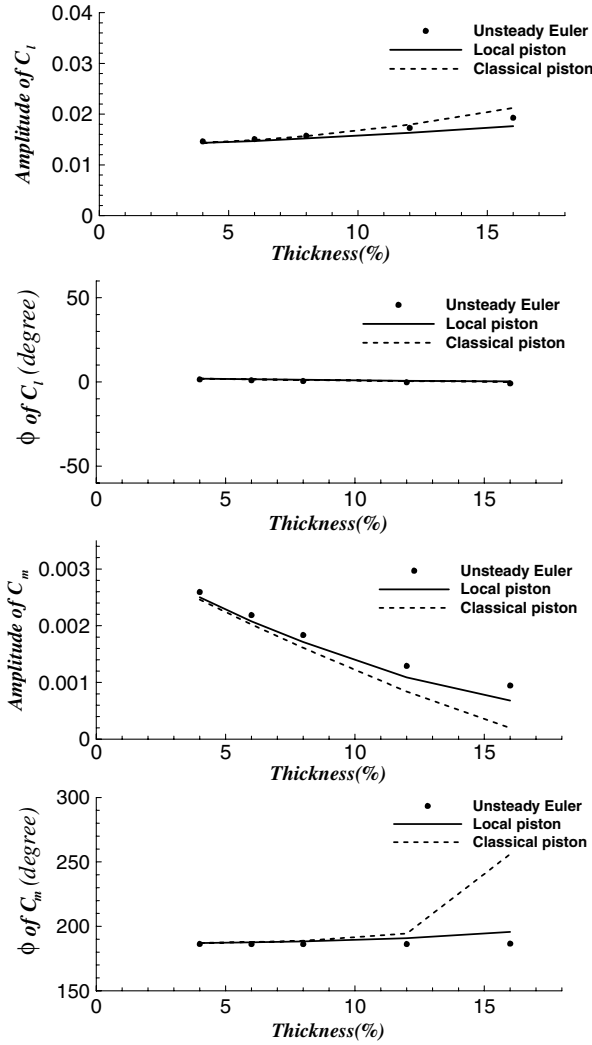 0.04
Unsteady Euler
Local piston
Classical piston
0.03
0.02
0.01
0
Amplitude of C_l
0 5 10 15
Thickness(%)
50
Unsteady Euler
Local piston
Classical piston
0
-50
ϕ of C_l (degree)
0 5 10 15
Thickness(%)
0.003
Unsteady Euler
Local piston
Classical piston
0.002
0.001
0
Amplitude of C_m
0 5 10 15
Thickness(%)
300
Unsteady Euler
Local piston
Classical piston
250
200
150
ϕ of C_m (degree)
0 5 10 15
Thickness(%)